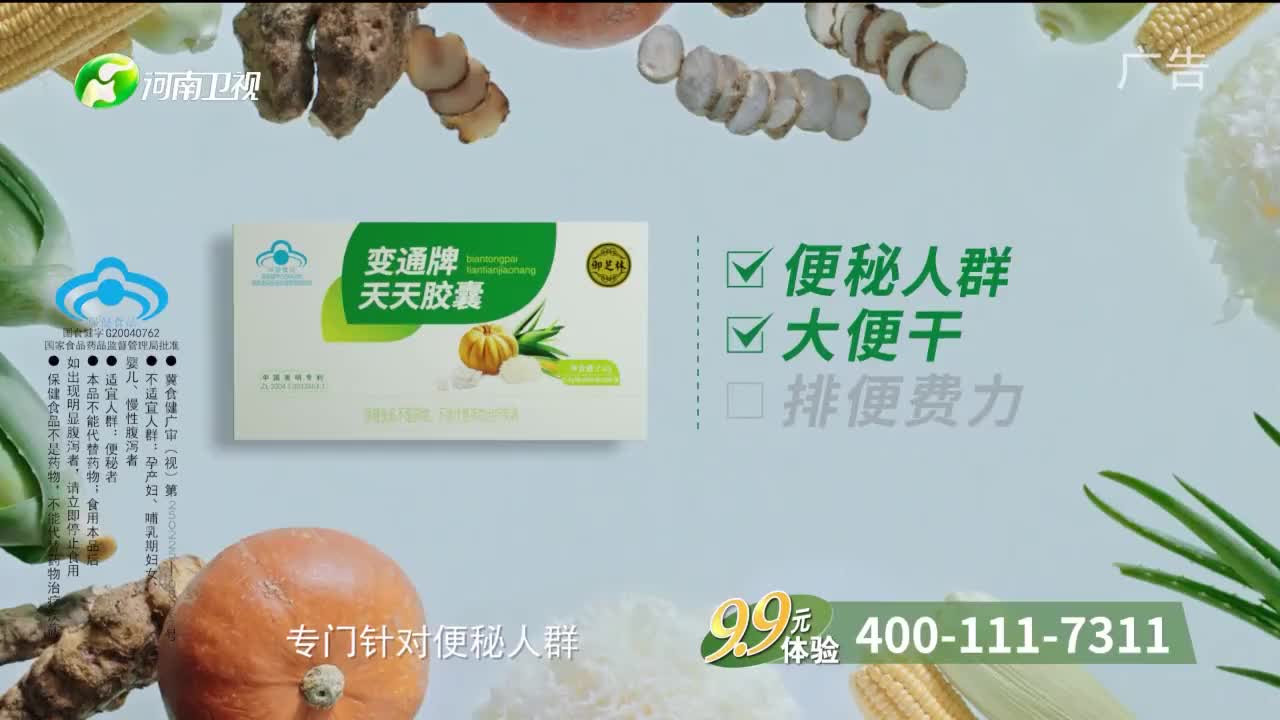 河南卫视
广告
变通牌
天天胶囊
biantongpai
tiantianjiaonang
御芝林
中国发明专利
便秘人群
大便干
排便费力
国食健字G20040762
国家食品药品监督管理局批准
●冀食健广审（视）第
号
●不适宜人群：孕产妇、哺乳期妇女、
婴儿、慢性腹泻者
●适宜人群：便秘者
●本品不能代替药物；食用本品后
如出现明显腹泻者，请立即停止食用
●保健食品不是药物，不能代替药物治疗
专门针对便秘人群
9.9元
体验
400-111-7311